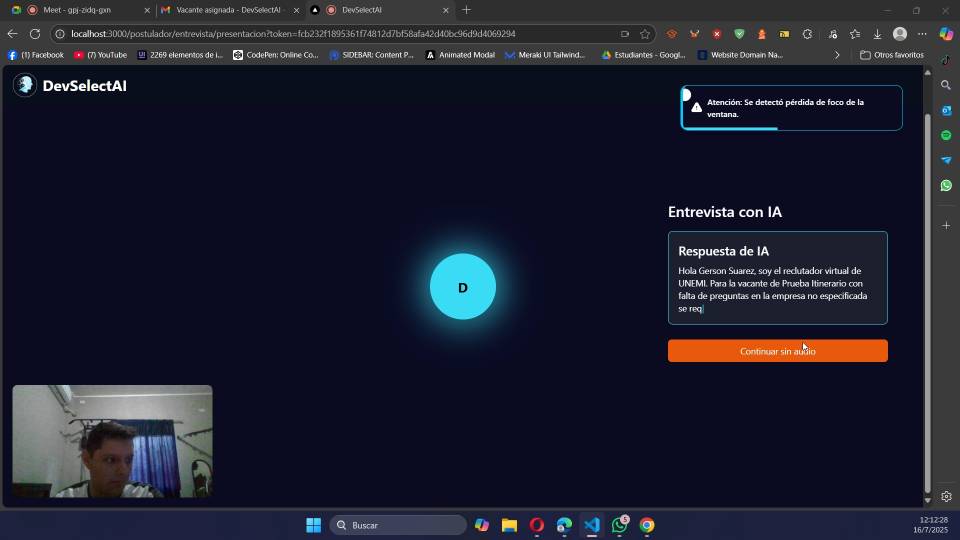 Meet - gpj-zidq-gxn
Vacante asignada - DevSelectAI -
DevSelectAI
localhost:3000/postulador/entrevista/presentacion?token=fcb232f1895361f74812d7bf58afa42d40bc96d9d4069294
(1) Facebook
(7) YouTube
2269 elementos de i...
CodePen: Online Co...
SIDEBAR: Content P...
Animated Modal
Meraki UI Tailwind...
Estudiantes - Googl...
Website Domain Na...
Otros favoritos
DevSelectAI
Atención: Se detectó pérdida de foco de la
ventana.
D
Entrevista con IA
Respuesta de IA
Hola Gerson Suarez, soy el reclutador virtual de
UNEMI. Para la vacante de Prueba Itinerario con
falta de preguntas en la empresa no especificada
se req
Continuar sin audio
Buscar
5
12:12:28
16/7/2025